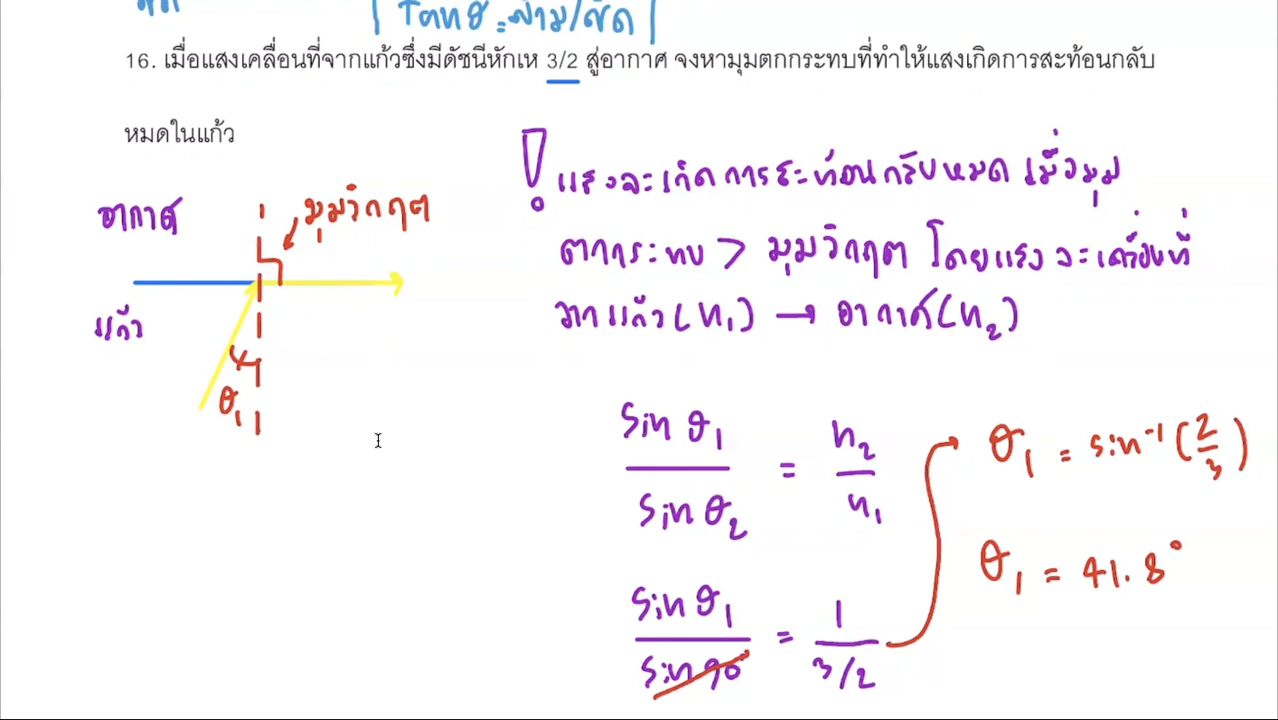 Tanθ = ข้าม/ชิด
16. เมื่อแสงเคลื่อนที่จากแก้วซึ่งมีดัชนีหักเห 3/2 สู่อากาศ จงหามุมตกกระทบที่ทำให้แสงเกิดการสะท้อนกลับ
หมดในแก้ว
! แสงจะเกิดการสะท้อนกลับหมด เมื่อมุม
ตกกระทบ > มุมวิกฤต โดยแสงจะเคลื่อนที่
จากแก้ว(n₁) → อากาศ(n₂)
อากาศ
มุมวิกฤต
แก้ว
θ₁
sin θ₁ / sin θ₂ = n₂ / n₁
sin θ₁ / sin 90° = 1 / 3/2
θ₁ = sin⁻¹ (2/3)
θ₁ = 41.8°